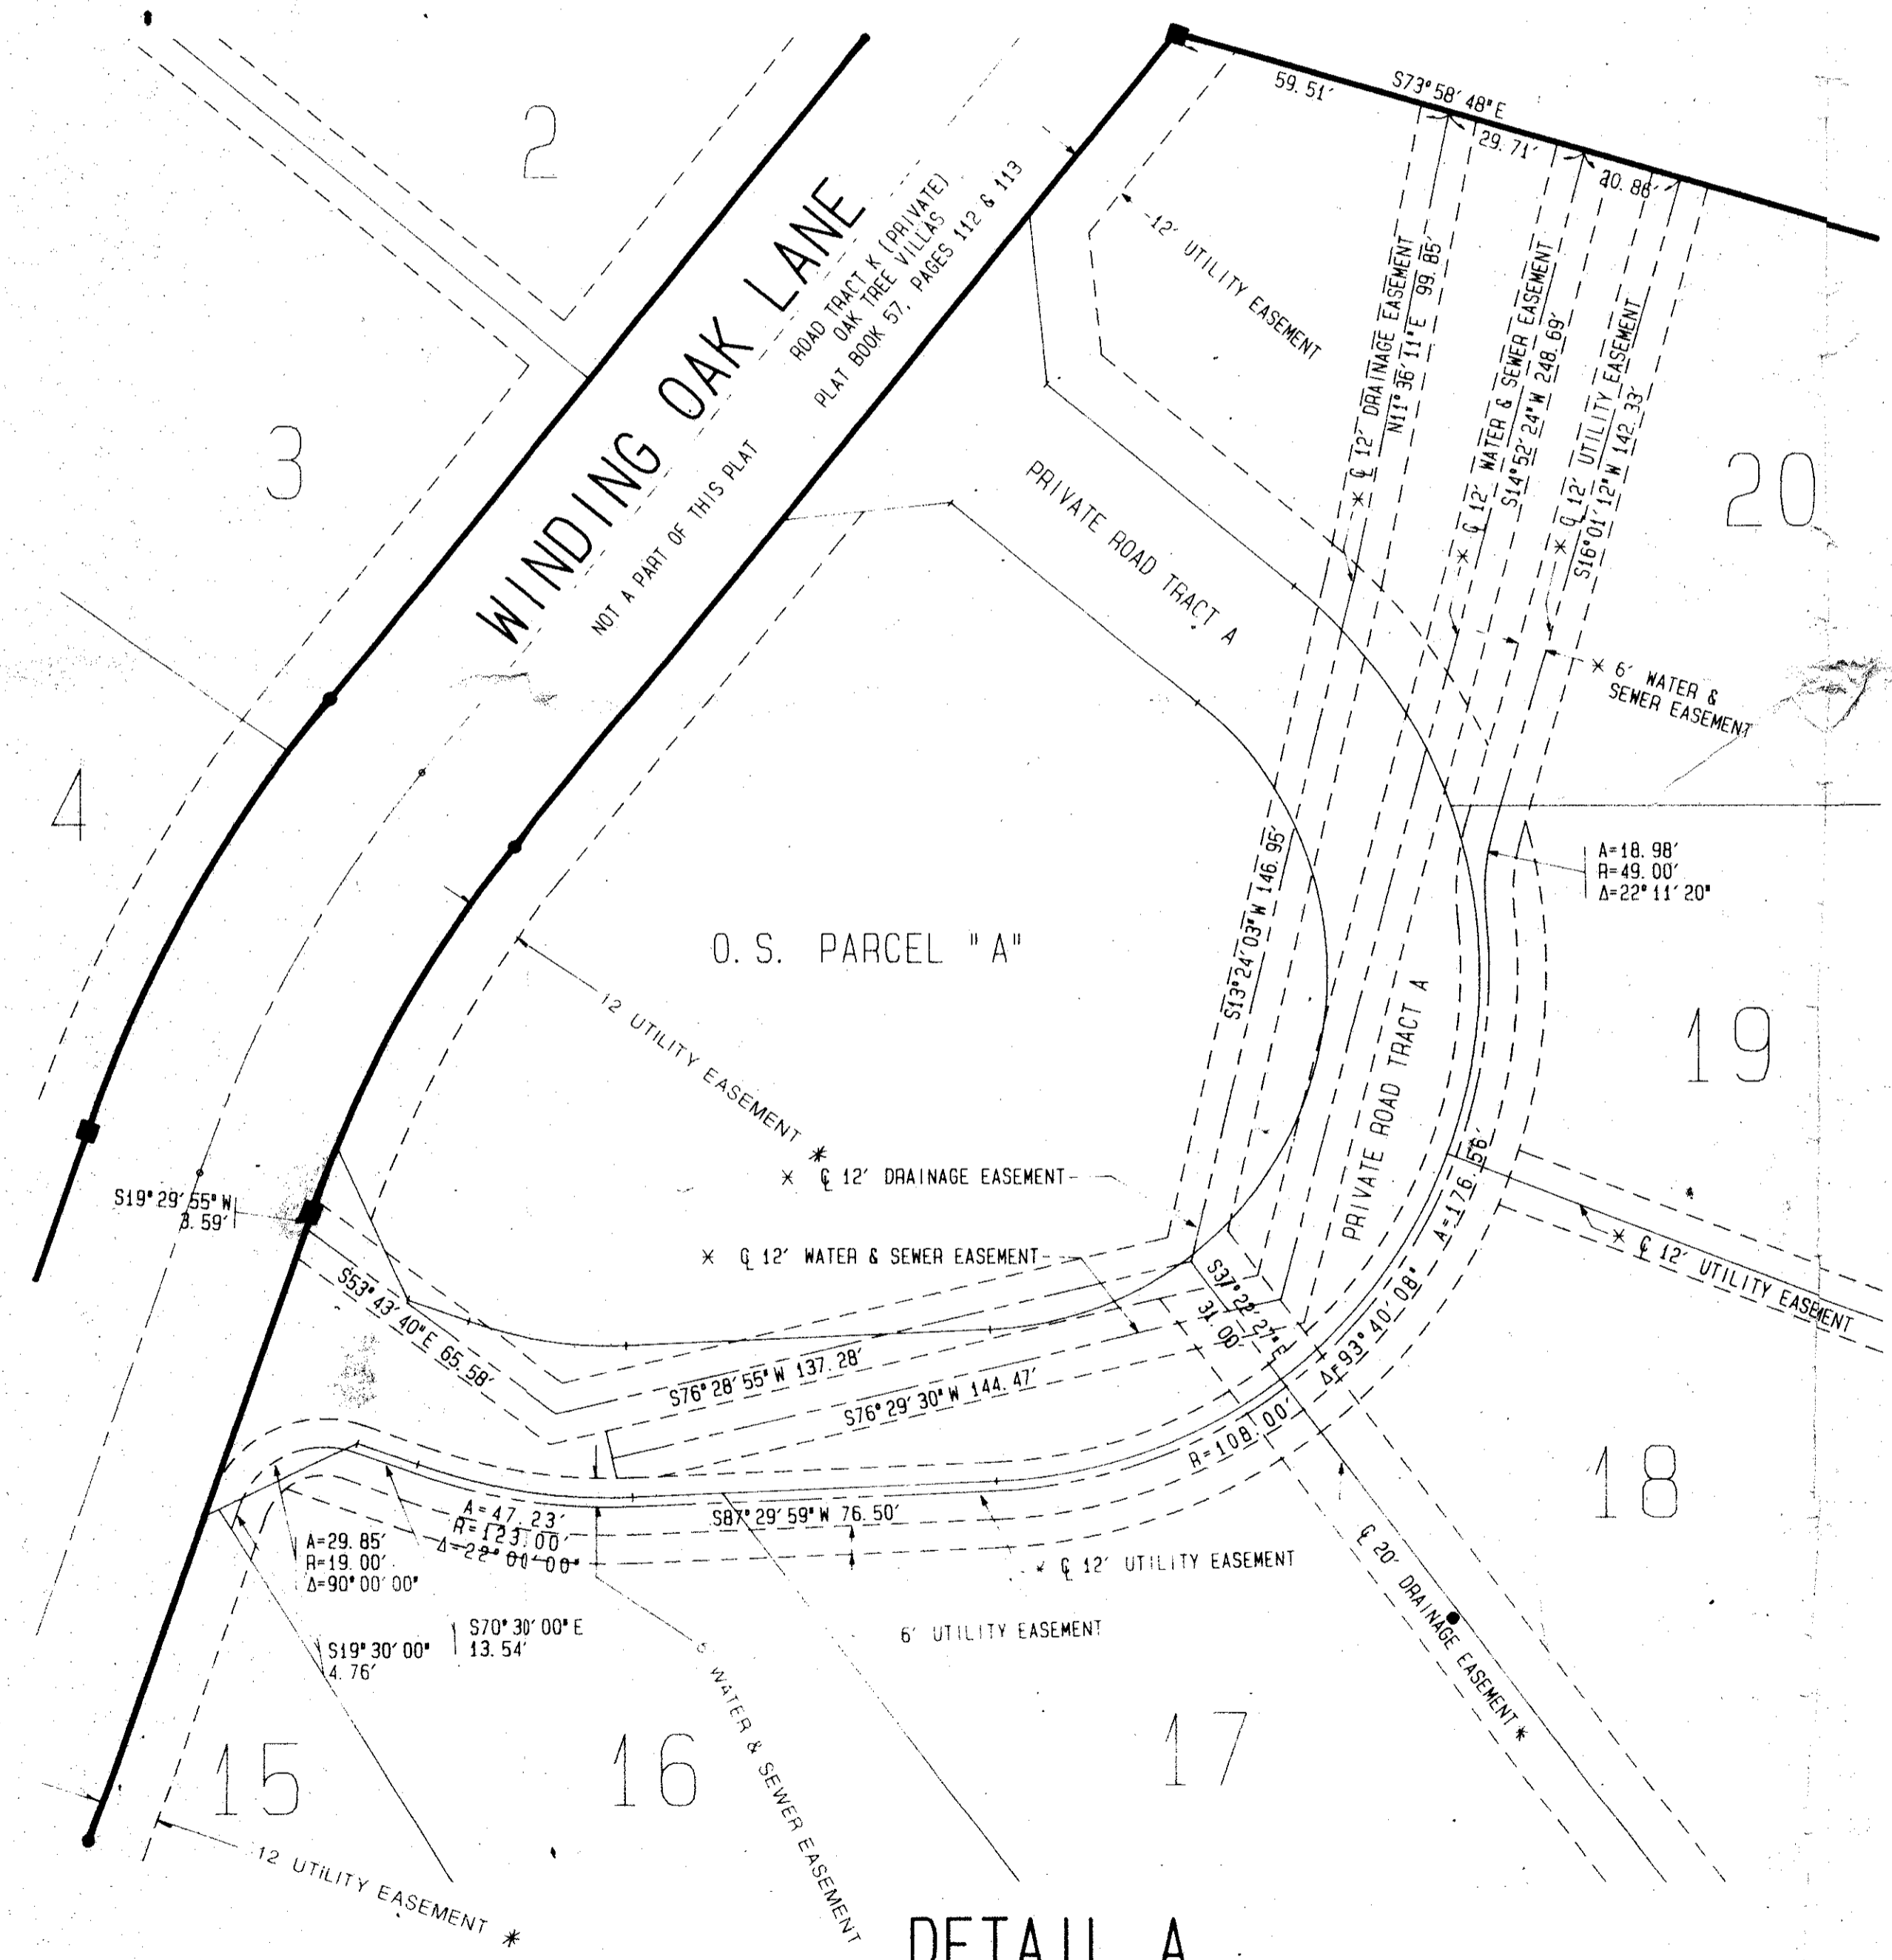 S73°58'48"E
59.51'
29.71'
20.86'
2
3
4
20
19
18
17
16
15
WINDING OAK LANE
ROAD TRACT K (PRIVATE)
OAK TREE VILLAS
PLAT BOOK 57, PAGES 112 & 113
NOT A PART OF THIS PLAT
12' UTILITY EASEMENT
* ℄ 12' DRAINAGE EASEMENT
N11°36'11"E 99.85'
* ℄ 12' WATER & SEWER EASEMENT
S14°52'24"W 248.69'
* ℄ 12' UTILITY EASEMENT
S16°01'12"W 142.33'
PRIVATE ROAD TRACT A
* 6' WATER &
SEWER EASEMENT
A=18.98'
R=49.00'
Δ=22°11'20"
O.S. PARCEL "A"
S13°24'03"W 146.95'
12 UTILITY EASEMENT *
PRIVATE ROAD TRACT A
* ℄ 12' DRAINAGE EASEMENT
* ℄ 12' WATER & SEWER EASEMENT
S19°29'55"W
3.59'
S53°43'40"E 65.58'
S76°28'55"W 137.28'
S76°29'30"W 144.47'
S37°22'27"E
31.00'
R=108.00' Δ=93°40'08" A=176.56'
* ℄ 12' UTILITY EASEMENT
A=47.23'
R=123.00'
Δ=22°00'00"
S87°29'59"W 76.50'
A=29.85'
R=19.00'
Δ=90°00'00"
* ℄ 12' UTILITY EASEMENT
6' UTILITY EASEMENT
S19°30'00"
4.76'
S70°30'00"E
13.54'
6' WATER & SEWER EASEMENT
℄ 20' DRAINAGE EASEMENT *
12 UTILITY EASEMENT *
DETAIL A